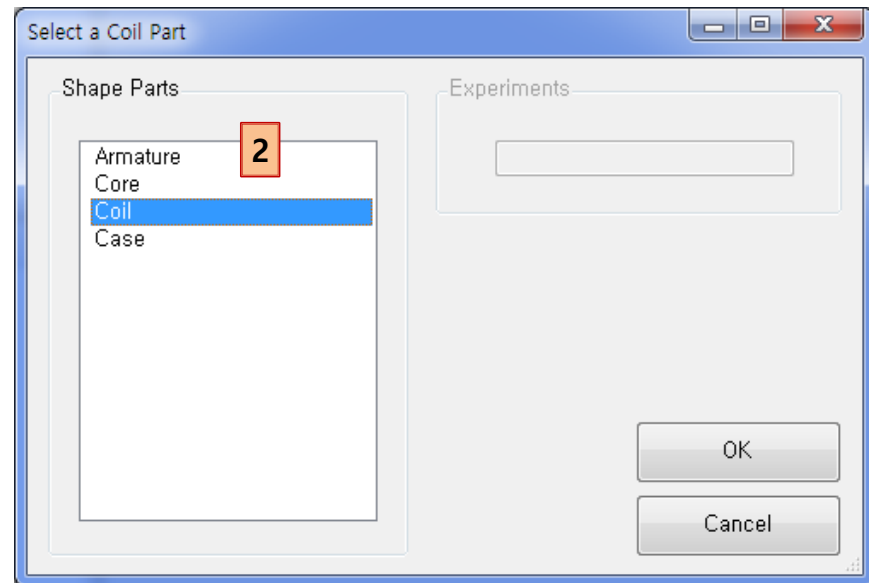 Select a Coil Part
Shape Parts
Experiments
2
Armature
Core
Coil
Case
OK
Cancel